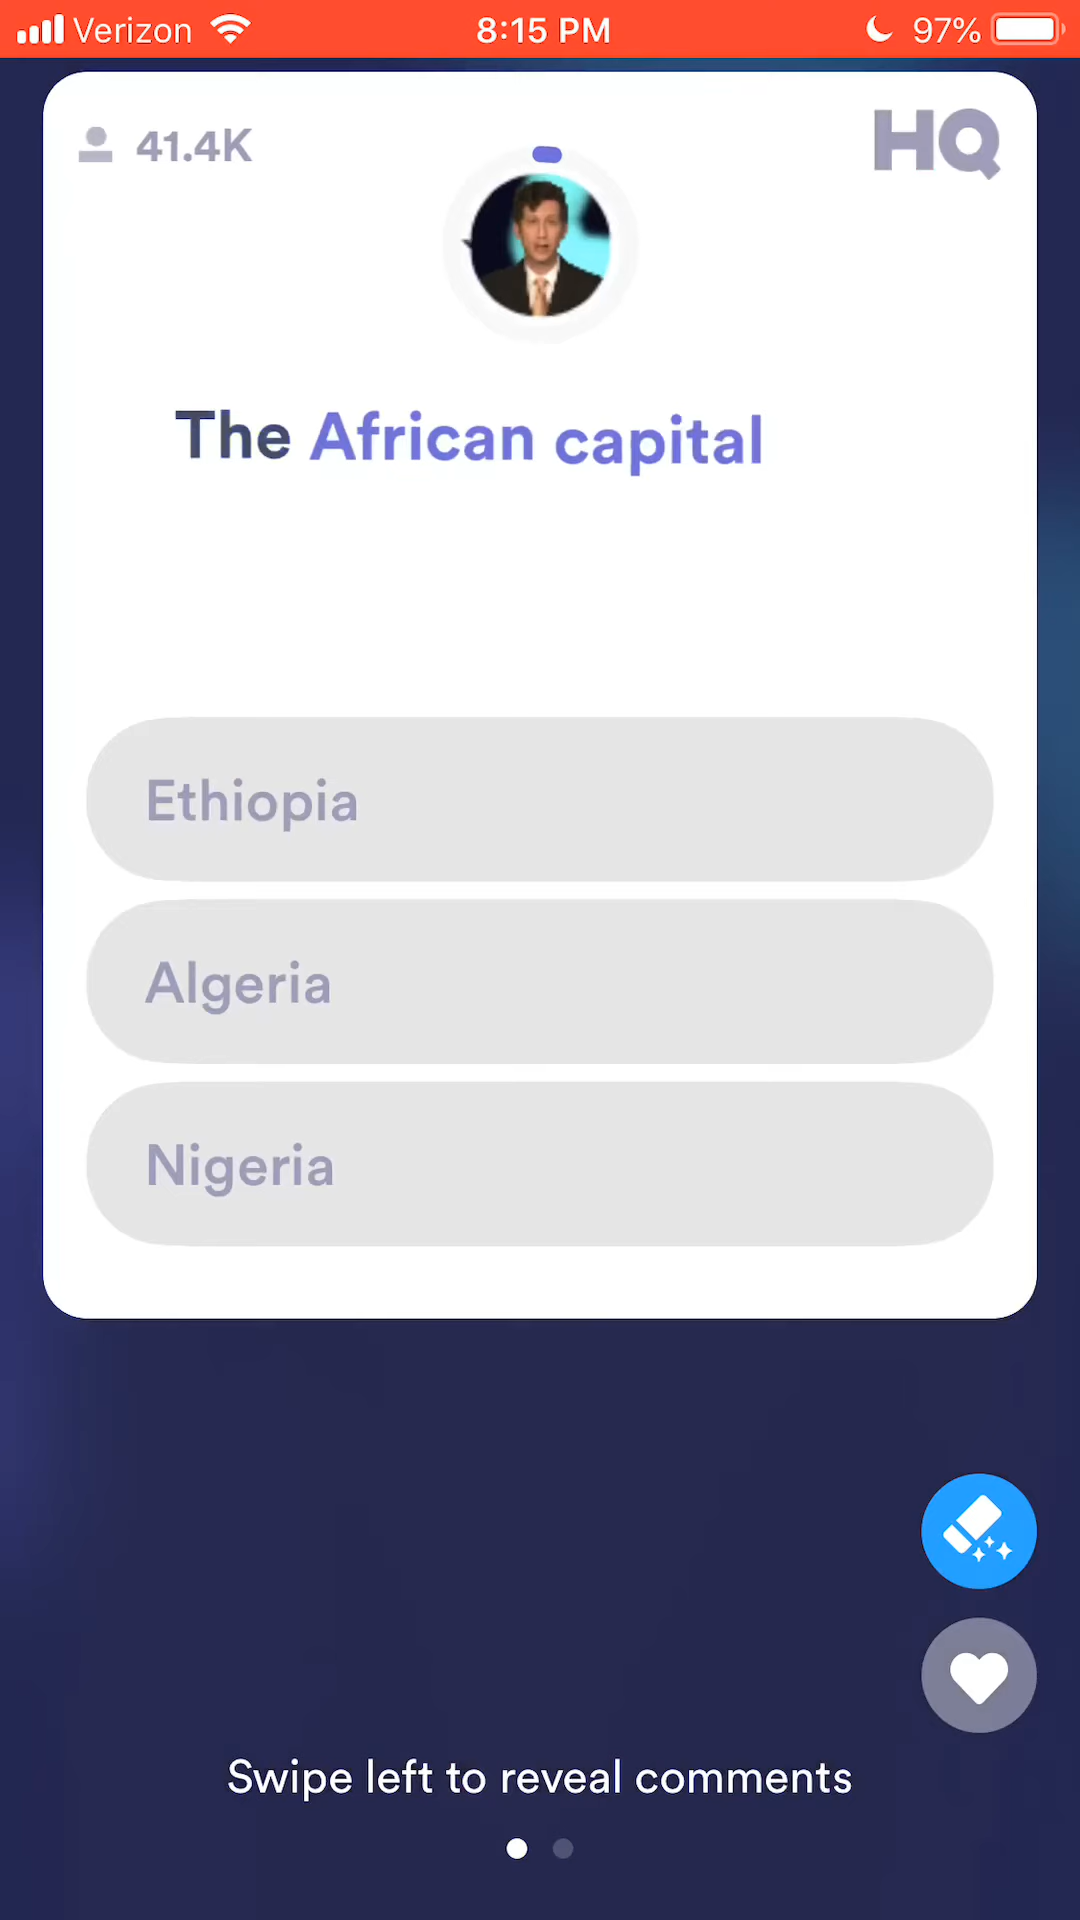 Verizon 8:15 PM 97%
41.4K HQ
The African capital
Ethiopia
Algeria
Nigeria
Swipe left to reveal comments